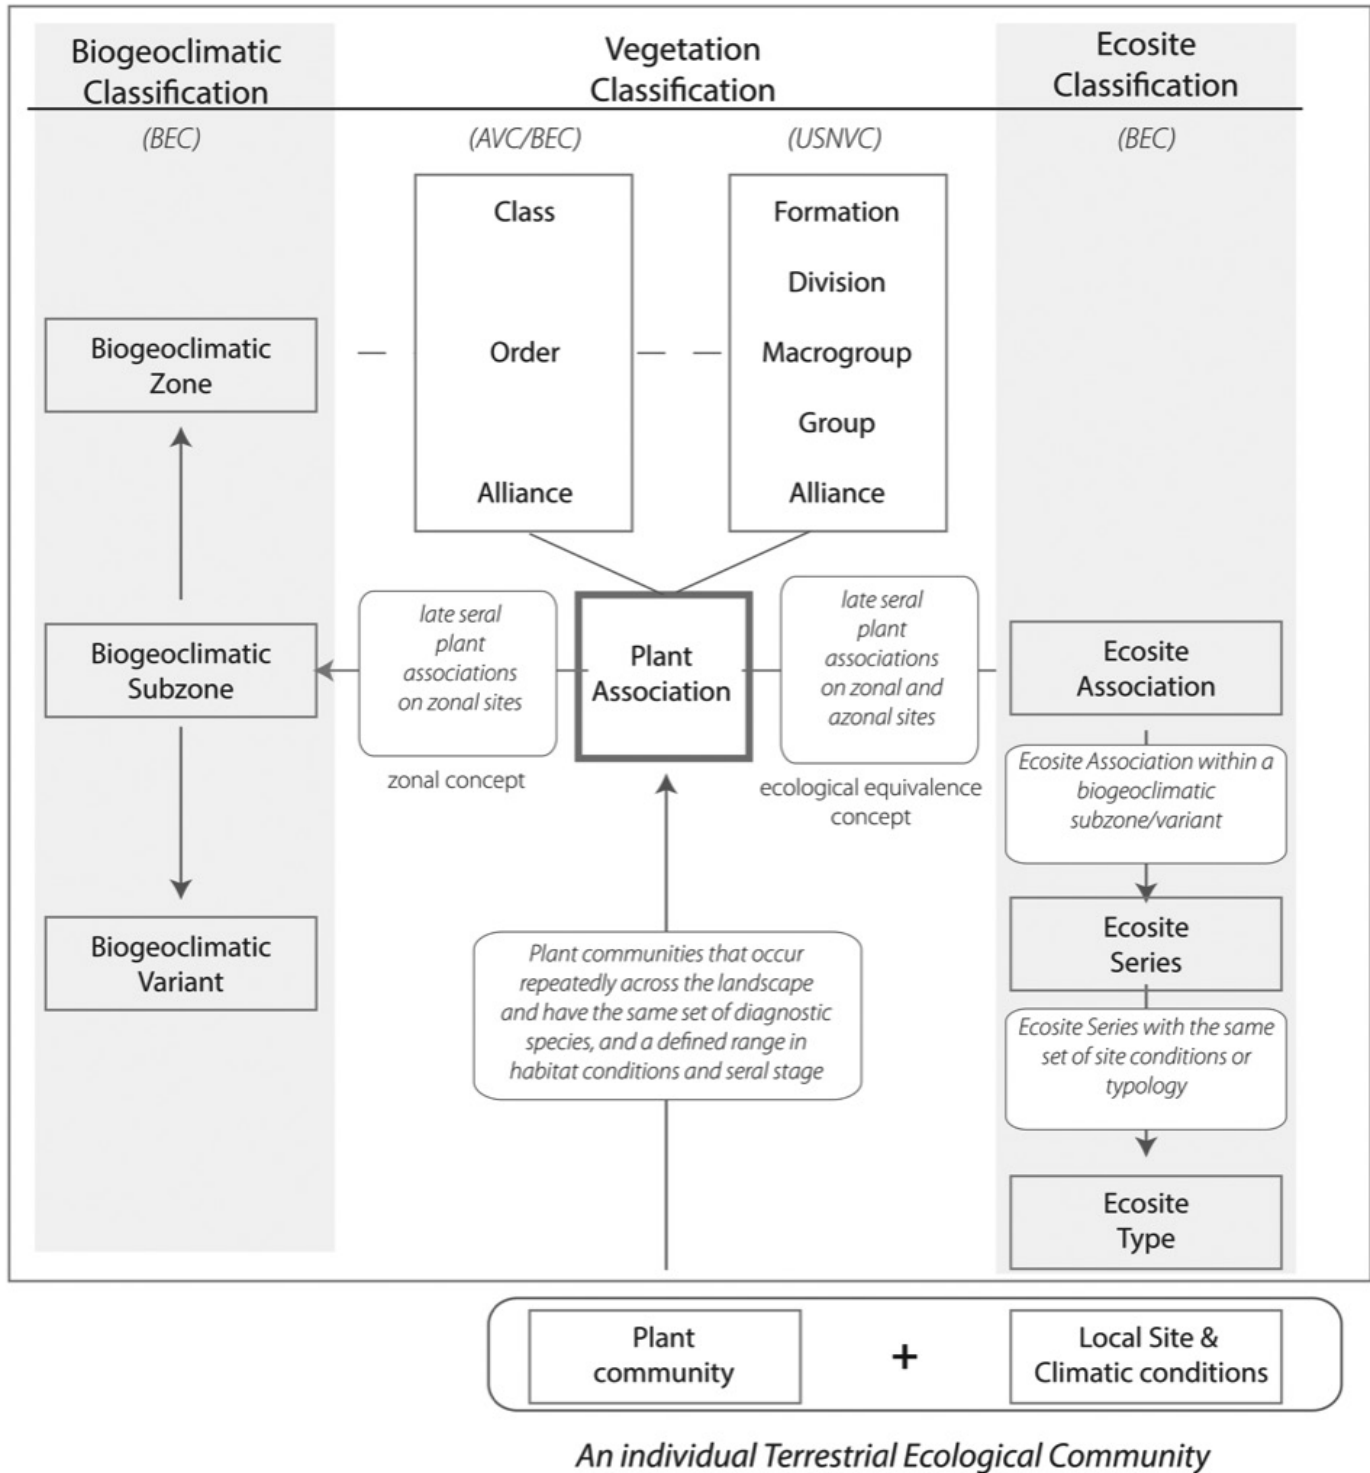 Biogeoclimatic
Classification
Vegetation
Classification
Ecosite
Classification
(BEC)
(AVC/BEC)
(USNVC)
(BEC)
Class
Order
Alliance
Formation
Division
Macrogroup
Group
Alliance
Biogeoclimatic
Zone
Biogeoclimatic
Subzone
Biogeoclimatic
Variant
late seral
plant
associations
on zonal sites
zonal concept
Plant
Association
late seral
plant
associations
on zonal and
azonal sites
ecological equivalence
concept
Ecosite
Association
Ecosite Association within a
biogeoclimatic
subzone/variant
Ecosite
Series
Ecosite Series with the same
set of site conditions or
typology
Ecosite
Type
Plant communities that occur
repeatedly across the landscape
and have the same set of diagnostic
species, and a defined range in
habitat conditions and seral stage
Plant
community
+
Local Site &
Climatic conditions
An individual Terrestrial Ecological Community